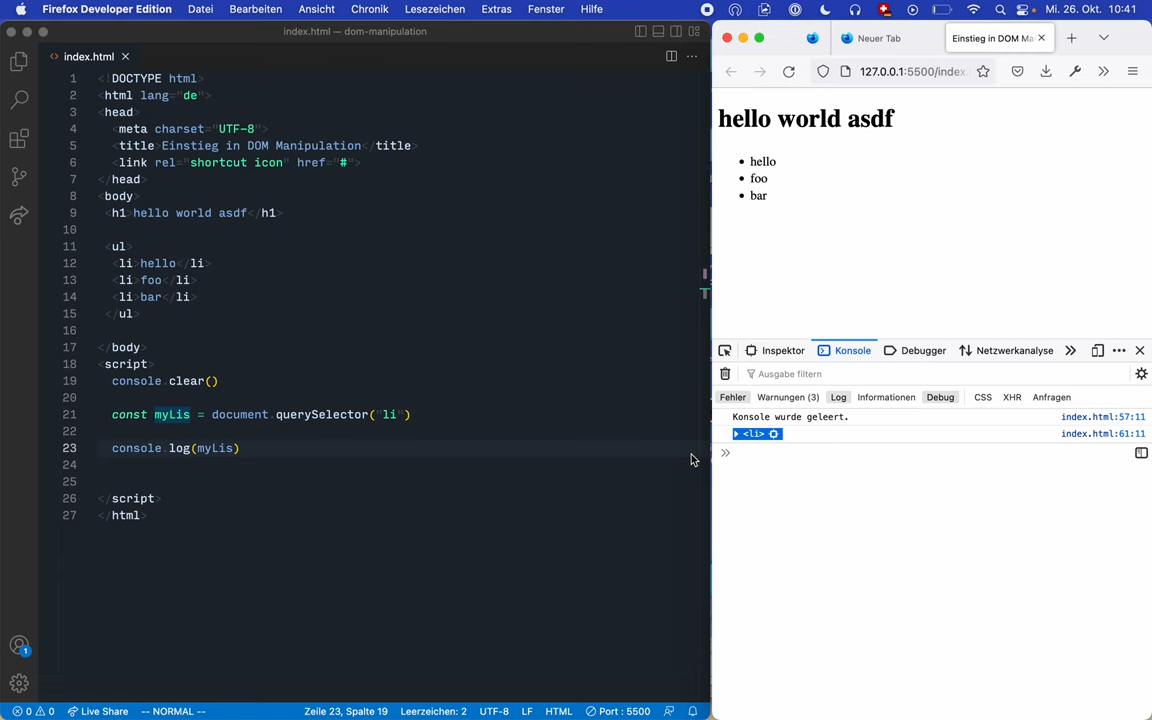 Firefox Developer Edition Datei Bearbeiten Ansicht Chronik Lesezeichen Extras Fenster Hilfe Mi. 26. Okt. 10:41
index.html — dom-manipulation
index.html
1 <!DOCTYPE html>
2 <html lang="de">
3 <head>
4 <meta charset="UTF-8">
5 <title>Einstieg in DOM Manipulation</title>
6 <link rel="shortcut icon" href="#">
7 </head>
8 <body>
9 <h1>hello world asdf</h1>
10
11 <ul>
12 <li>hello</li>
13 <li>foo</li>
14 <li>bar</li>
15 </ul>
16
17 </body>
18 <script>
19 console.clear()
20
21 const myLis = document.querySelector("li")
22
23 console.log(myLis)
24
25
26 </script>
27 </html>
1
0 0 Live Share -- NORMAL -- Zeile 23, Spalte 19 Leerzeichen: 2 UTF-8 LF HTML Port : 5500
Neuer Tab Einstieg in DOM Ma
127.0.0.1:5500/index.
hello world asdf
• hello
• foo
• bar
Inspektor Konsole Debugger Netzwerkanalyse
Ausgabe filtern
Fehler Warnungen (3) Log Informationen Debug CSS XHR Anfragen
Konsole wurde geleert. index.html:57:11
<li> index.html:61:11